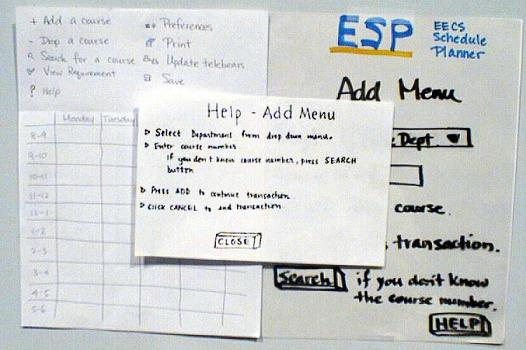 + Add a course
- Drop a course
Search for a course
View Requirement
? Help
Preferences
Print
Update telebears
Save
Monday Tuesday
8-9
9-10
10-11
11-12
12-1
1-2
2-3
3-4
4-5
5-6
ESP EECS
Schedule
Planner
Add Menu
Dept.
course.
transaction.
Search if you don't know
the course number.
HELP
Help - Add Menu
Select Department from drop down menu.
Enter course number
If you don't know course number, press SEARCH
button
Press ADD to continue transaction
Click CANCEL to end transaction.
CLOSE